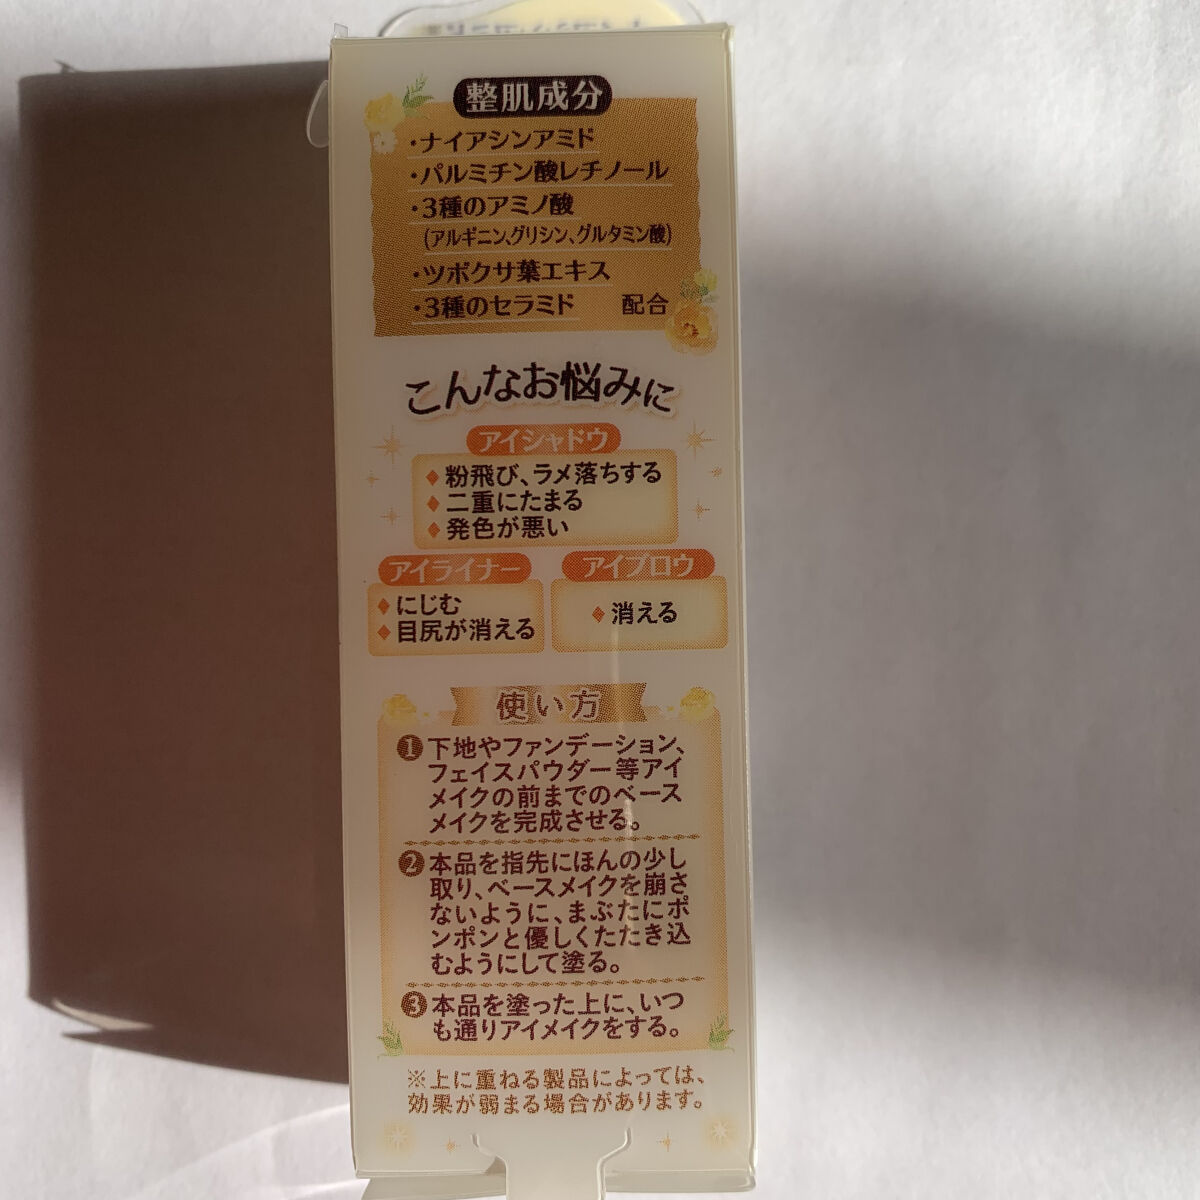 整肌成分
・ナイアシンアミド
・パルミチン酸レチノール
・3種のアミノ酸
(アルギニン、グリシン、グルタミン酸)
・ツボクサ葉エキス
・3種のセラミド 配合
こんなお悩みに
アイシャドウ
◆粉飛び、ラメ落ちする
◆二重にたまる
◆発色が悪い
アイライナー
◆にじむ
◆目尻が消える
アイブロウ
◆消える
使い方
❶下地やファンデーション、
フェイスパウダー等アイ
メイクの前までのベース
メイクを完成させる。
❷本品を指先にほんの少し
取り、ベースメイクを崩さ
ないように、まぶたにポ
ンポンと優しくたたき込
むようにして塗る。
❸本品を塗った上に、いつ
も通りアイメイクをする。
※上に重ねる製品によっては、
効果が弱まる場合があります。